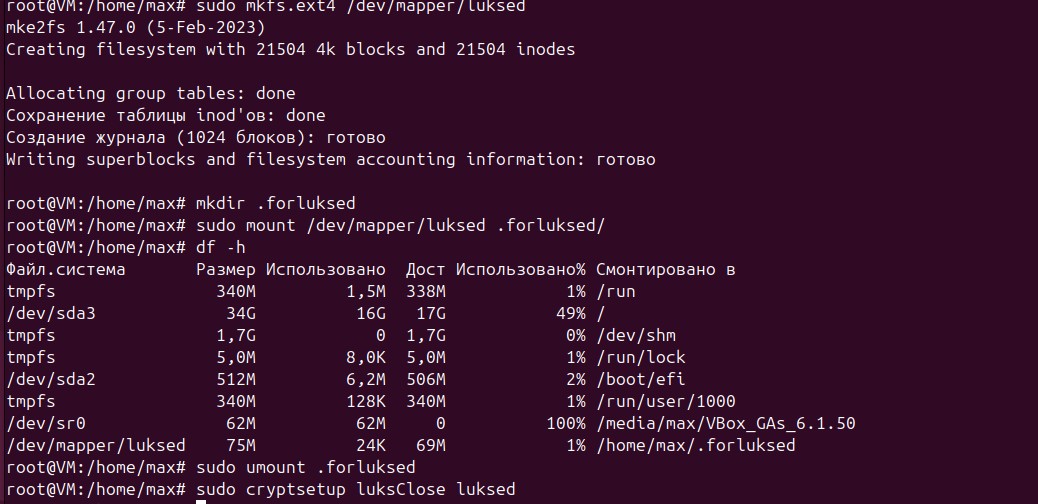 root@VM:/home/max# sudo mkfs.ext4 /dev/mapper/luksed
mke2fs 1.47.0 (5-Feb-2023)
Creating filesystem with 21504 4k blocks and 21504 inodes
Allocating group tables: done
Сохранение таблицы inod'ов: done
Создание журнала (1024 блоков): готово
Writing superblocks and filesystem accounting information: готово
root@VM:/home/max# mkdir .forluksed
root@VM:/home/max# sudo mount /dev/mapper/luksed .forluksed/
root@VM:/home/max# df -h
Файл.система Размер Использовано Дост Использовано% Смонтировано в
tmpfs 340M 1,5M 338M 1% /run
/dev/sda3 34G 16G 17G 49% /
tmpfs 1,7G 0 1,7G 0% /dev/shm
tmpfs 5,0M 8,0K 5,0M 1% /run/lock
/dev/sda2 512M 6,2M 506M 2% /boot/efi
tmpfs 340M 128K 340M 1% /run/user/1000
/dev/sr0 62M 62M 0 100% /media/max/VBox_GAs_6.1.50
/dev/mapper/luksed 75M 24K 69M 1% /home/max/.forluksed
root@VM:/home/max# sudo umount .forluksed
root@VM:/home/max# sudo cryptsetup luksClose luksed